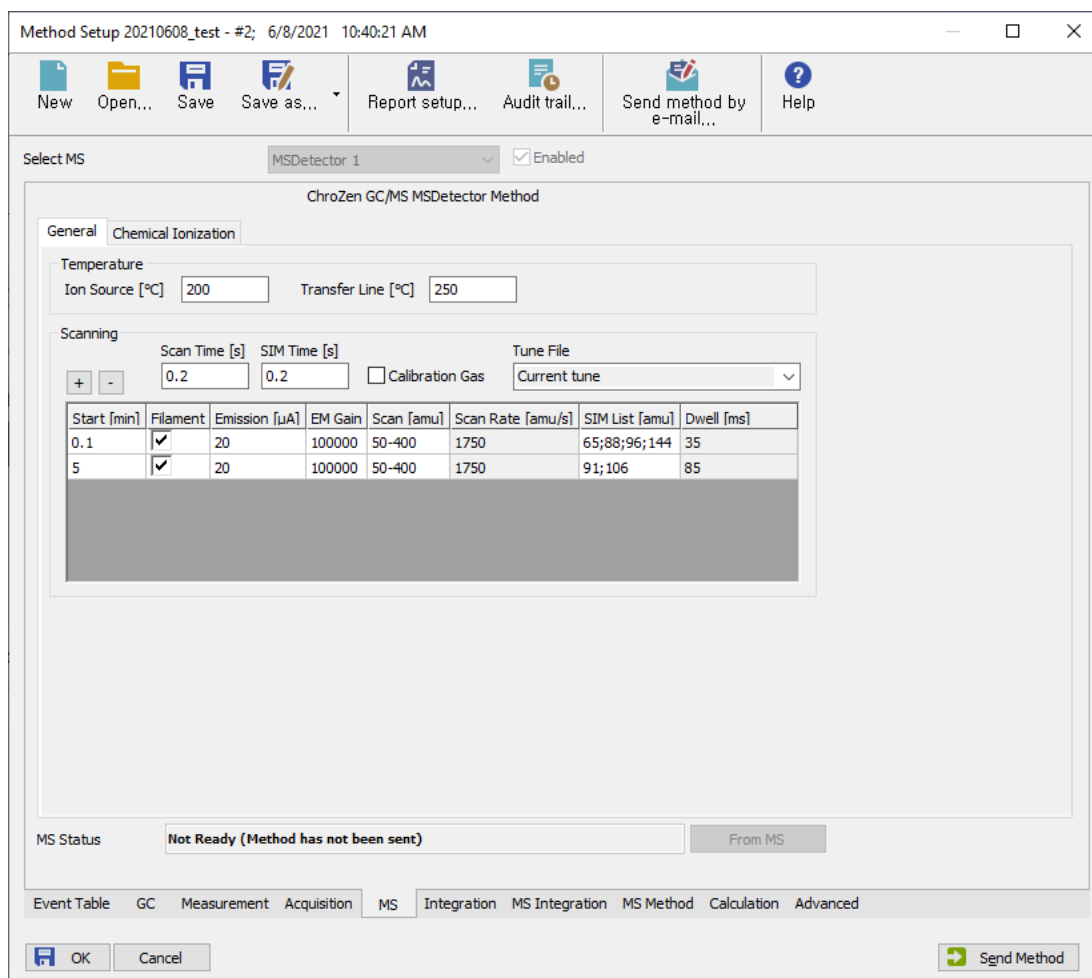 Method Setup 20210608_test - #2;   6/8/2021   10:40:21 AM
New Open... Save Save as... Report setup... Audit trail... Send method by e-mail... Help
Select MS MSDetector 1 Enabled
ChroZen GC/MS MSDetector Method
General Chemical Ionization
Temperature
Ion Source [°C] 200 Transfer Line [°C] 250
Scanning
Scan Time [s] SIM Time [s] Tune File
+ - 0.2 0.2 Calibration Gas Current tune
Start [min] Filament Emission [µA] EM Gain Scan [amu] Scan Rate [amu/s] SIM List [amu] Dwell [ms]
0.1 20 100000 50-400 1750 65;88;96;144 35
5 20 100000 50-400 1750 91;106 85
MS Status Not Ready (Method has not been sent) From MS
Event Table GC Measurement Acquisition MS Integration MS Integration MS Method Calculation Advanced
OK Cancel Send Method